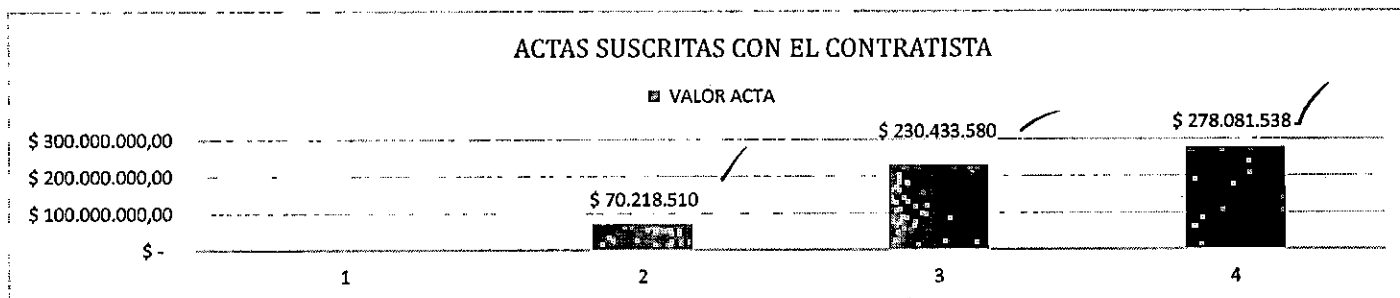 ACTAS SUSCRITAS CON EL CONTRATISTA
VALOR ACTA
$ 300.000.000,00
$ 200.000.000,00
$ 100.000.000,00
$ -
$ 70.218.510
$ 230.433.580
$ 278.081.538
1 2 3 4